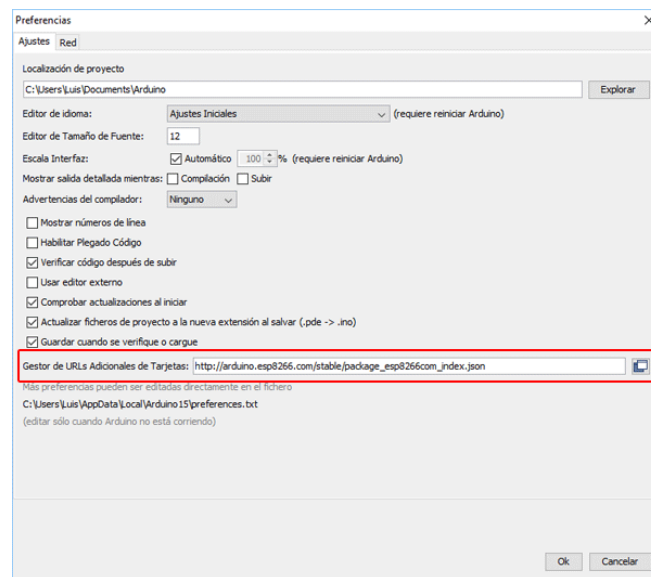 Preferencias
Ajustes Red
Localización de proyecto
C:\Users\Luis\Documents\Arduino Explorar
Editor de idioma: Ajustes Iniciales (requiere reiniciar Arduino)
Editor de Tamaño de Fuente: 12
Escala Interfaz: Automático 100 % (requiere reiniciar Arduino)
Mostrar salida detallada mientras: Compilación Subir
Advertencias del compilador: Ninguno
Mostrar números de línea
Habilitar Plegado Código
Verificar código después de subir
Usar editor externo
Comprobar actualizaciones al iniciar
Actualizar ficheros de proyecto a la nueva extensión al salvar (.pde -> .ino)
Guardar cuando se verifique o cargue
Gestor de URLs Adicionales de Tarjetas: http://arduino.esp8266.com/stable/package_esp8266com_index.json
Más preferencias pueden ser editadas directamente en el fichero
C:\Users\Luis\AppData\Local\Arduino15\preferences.txt
(editar sólo cuando Arduino no está corriendo)
Ok Cancelar